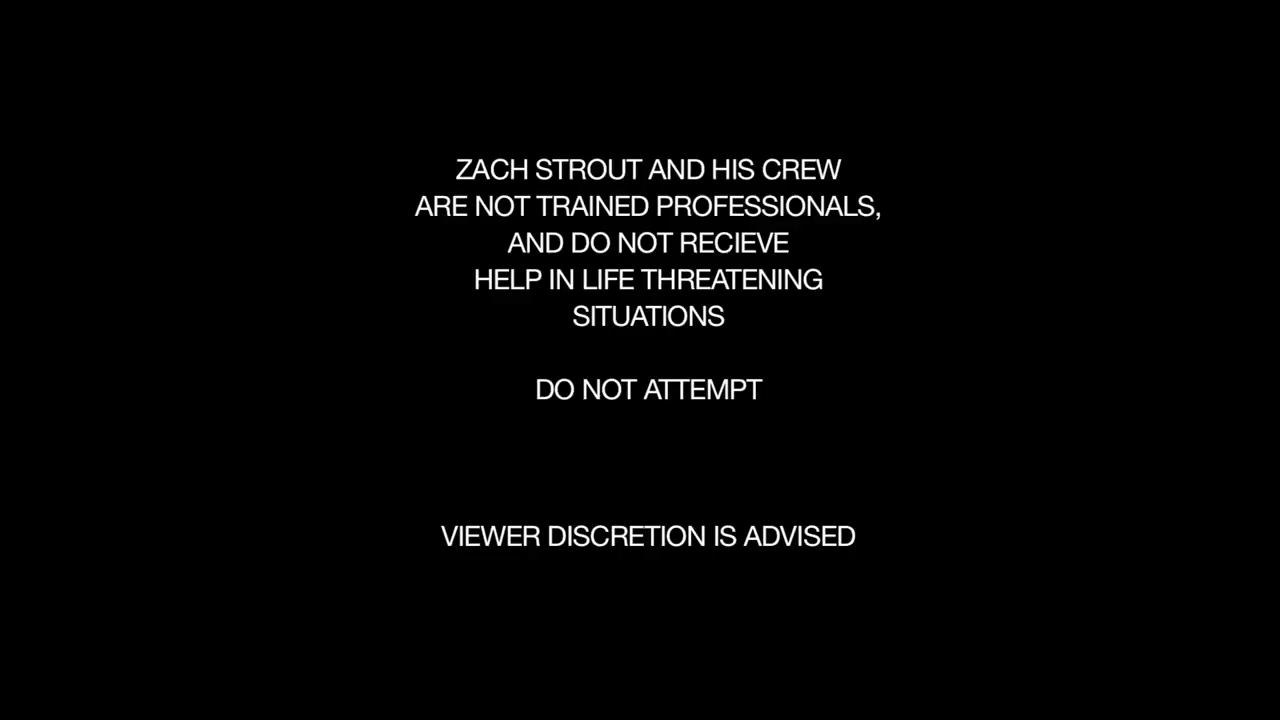 ZACH STROUT AND HIS CREW
ARE NOT TRAINED PROFESSIONALS,
AND DO NOT RECIEVE
HELP IN LIFE THREATENING
SITUATIONS
DO NOT ATTEMPT
VIEWER DISCRETION IS ADVISED